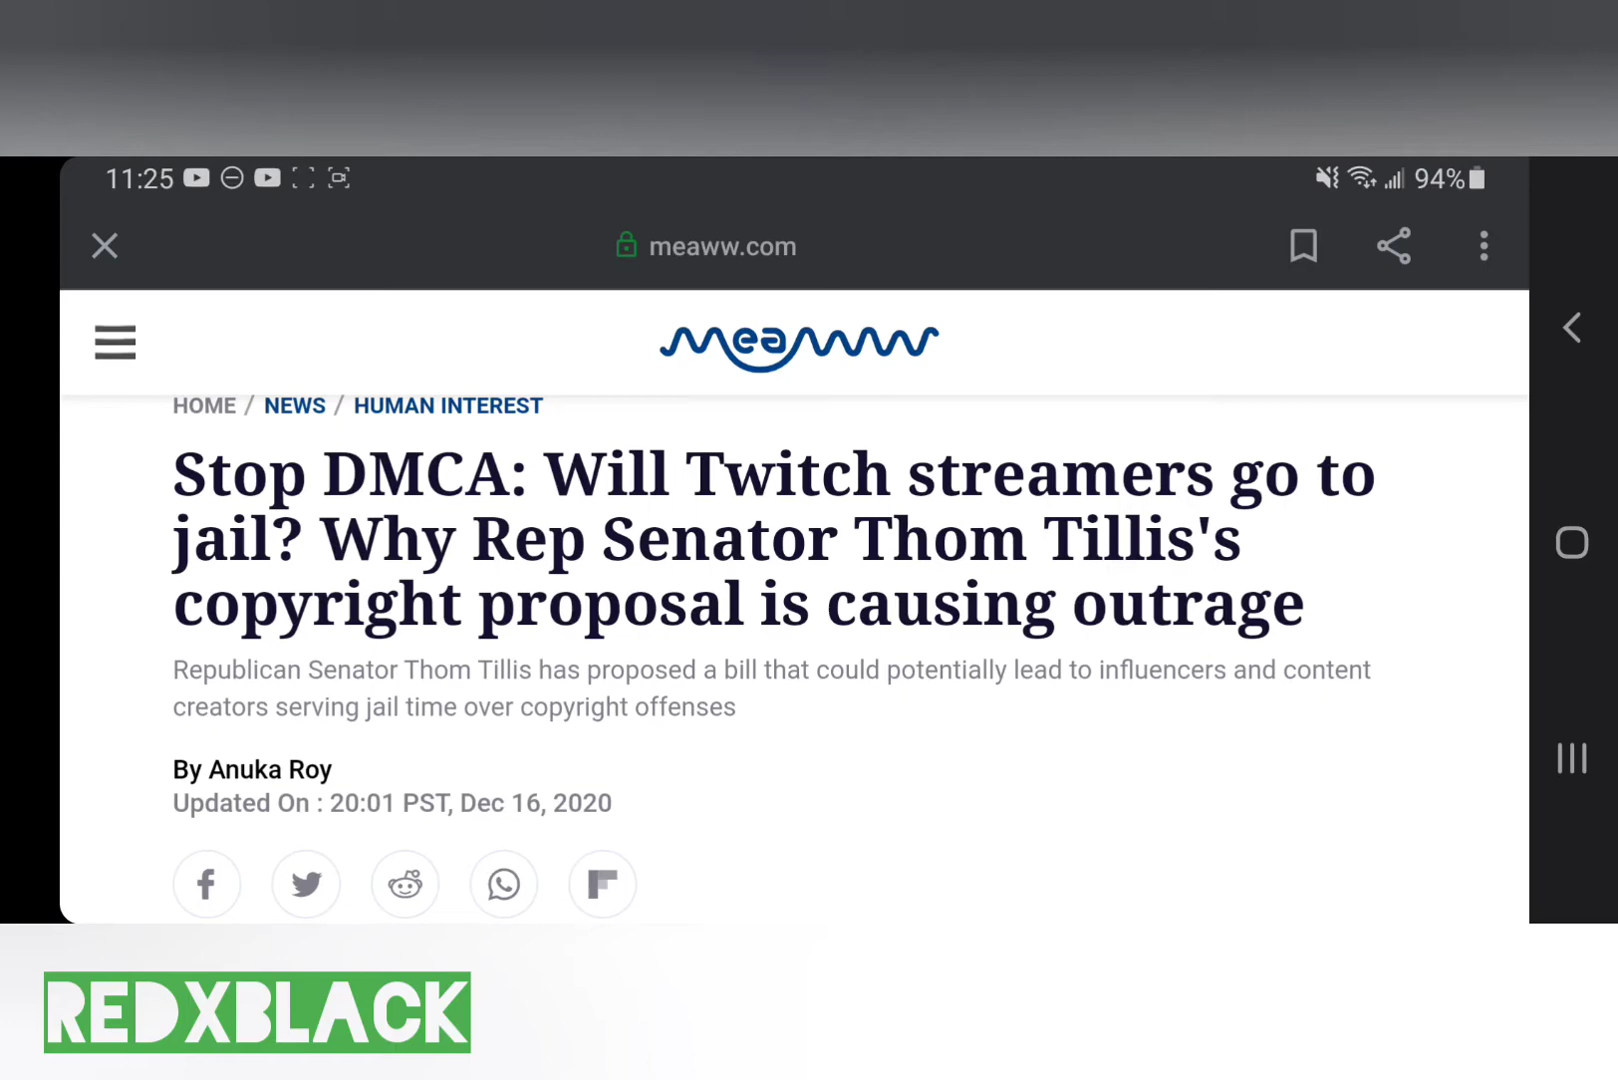 11:25 94%
meaww.com
meaww
HOME / NEWS / HUMAN INTEREST
Stop DMCA: Will Twitch streamers go to
jail? Why Rep Senator Thom Tillis's
copyright proposal is causing outrage
Republican Senator Thom Tillis has proposed a bill that could potentially lead to influencers and content
creators serving jail time over copyright offenses
By Anuka Roy
Updated On : 20:01 PST, Dec 16, 2020
REDXBLACK